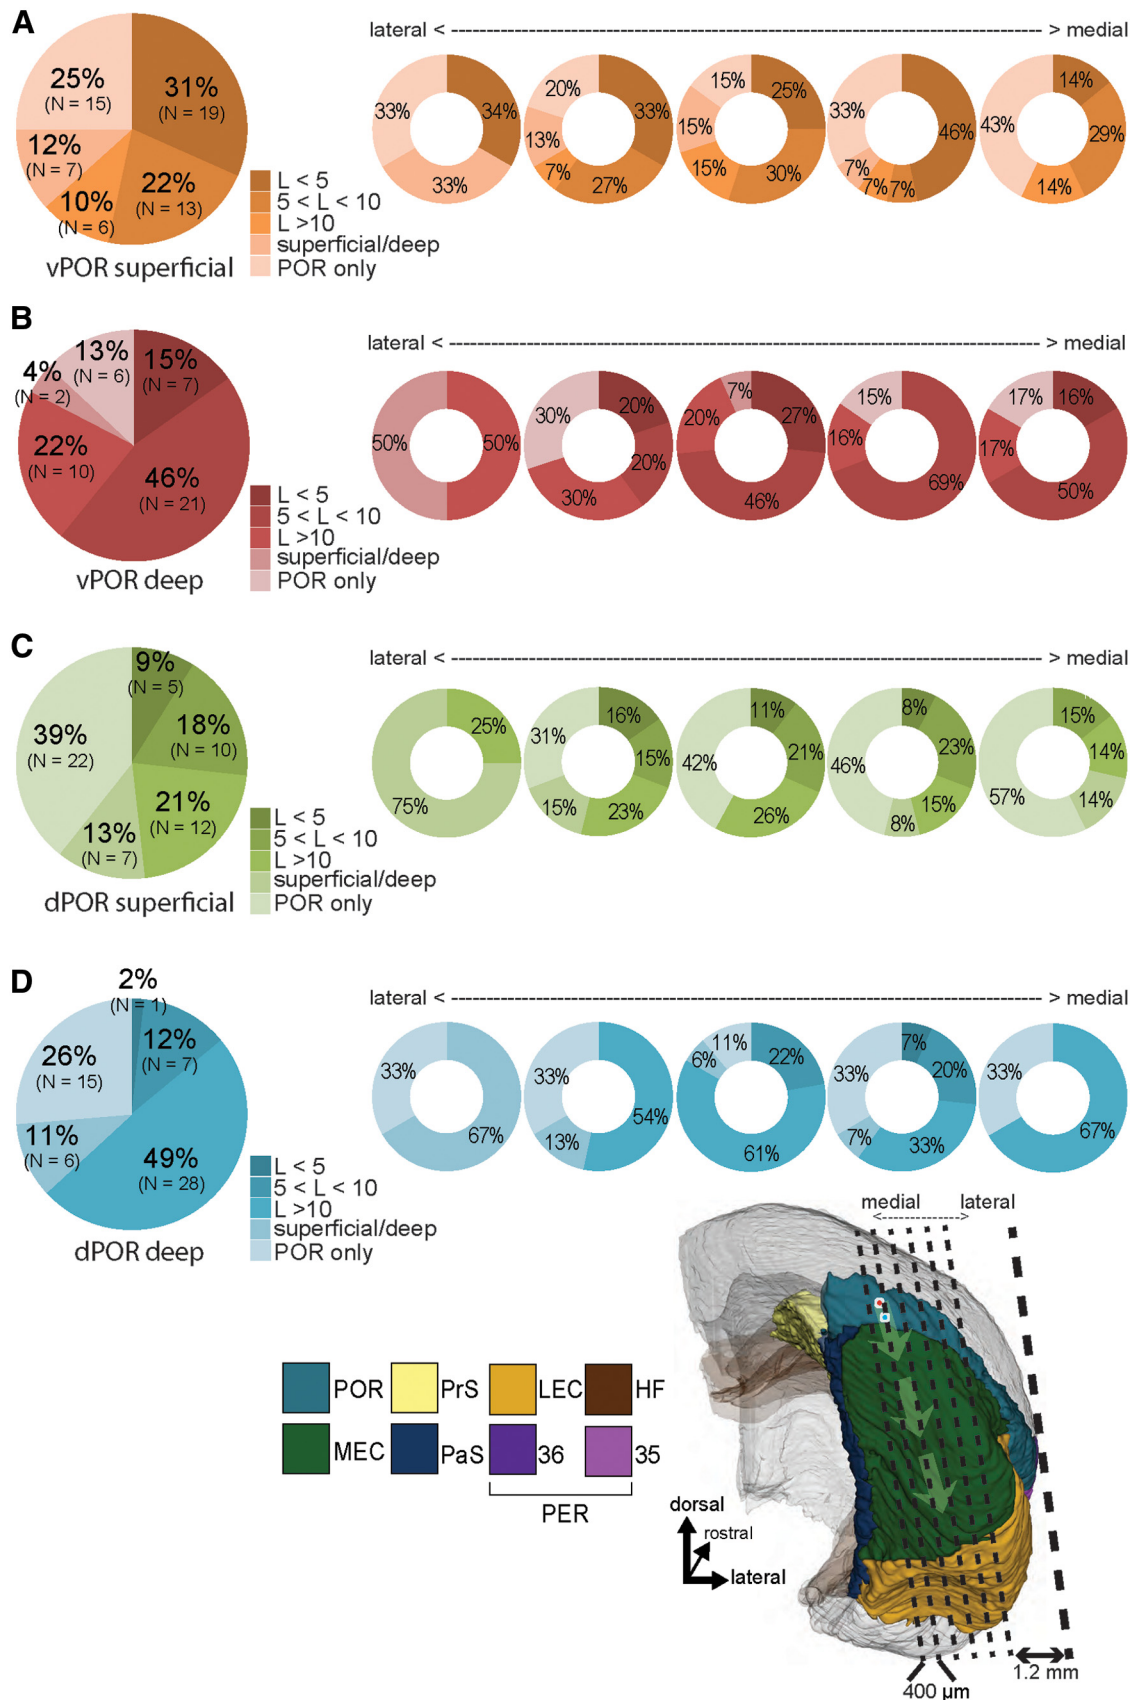 A
lateral < ------------------------------------------------------------------------ > medial
25%
(N = 15)
31%
(N = 19)
12%
(N = 7)
22%
(N = 13)
10%
(N = 6)
vPOR superficial
L < 5
5 < L < 10
L >10
superficial/deep
POR only
33% 34% 33%
20% 33% 13% 7% 27%
15% 25% 15% 15% 30%
33% 46% 7% 7% 7%
14% 43% 29% 14%
B
lateral < ------------------------------------------------------------------------ > medial
13%
(N = 6)
15%
(N = 7)
4%
(N = 2)
22%
(N = 10)
46%
(N = 21)
vPOR deep
L < 5
5 < L < 10
L >10
superficial/deep
POR only
50% 50%
30% 20% 20% 30%
7% 20% 27% 46%
15% 16% 69%
17% 16% 17% 50%
C
lateral < ------------------------------------------------------------------------ > medial
9%
(N = 5)
39%
(N = 22)
18%
(N = 10)
21%
(N = 12)
13%
(N = 7)
dPOR superficial
L < 5
5 < L < 10
L >10
superficial/deep
POR only
25% 75%
31% 16% 15% 15% 23%
11% 42% 21% 26%
8% 46% 23% 15% 8%
15% 14% 57% 14%
D
lateral < ------------------------------------------------------------------------ > medial
2%
(N = 1)
26%
(N = 15)
12%
(N = 7)
11%
(N = 6)
49%
(N = 28)
dPOR deep
L < 5
5 < L < 10
L >10
superficial/deep
POR only
33% 67%
33% 54% 13%
11% 6% 22% 61%
7% 33% 20% 7% 33%
33% 67%
medial lateral
<----------->
POR PrS LEC HF
MEC PaS 36 35
PER
dorsal
rostral
lateral
1.2 mm
400 µm